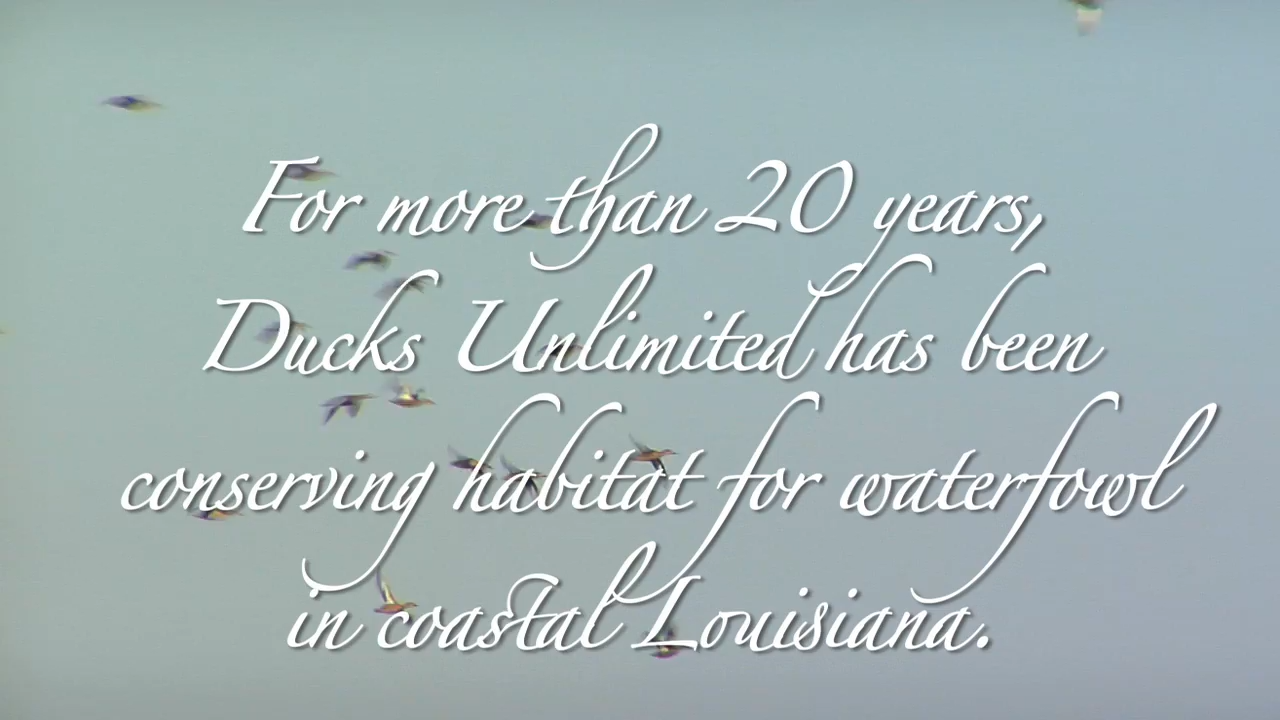 For more than 20 years,
Ducks Unlimited has been
conserving habitat for waterfowl
in coastal Louisiana.